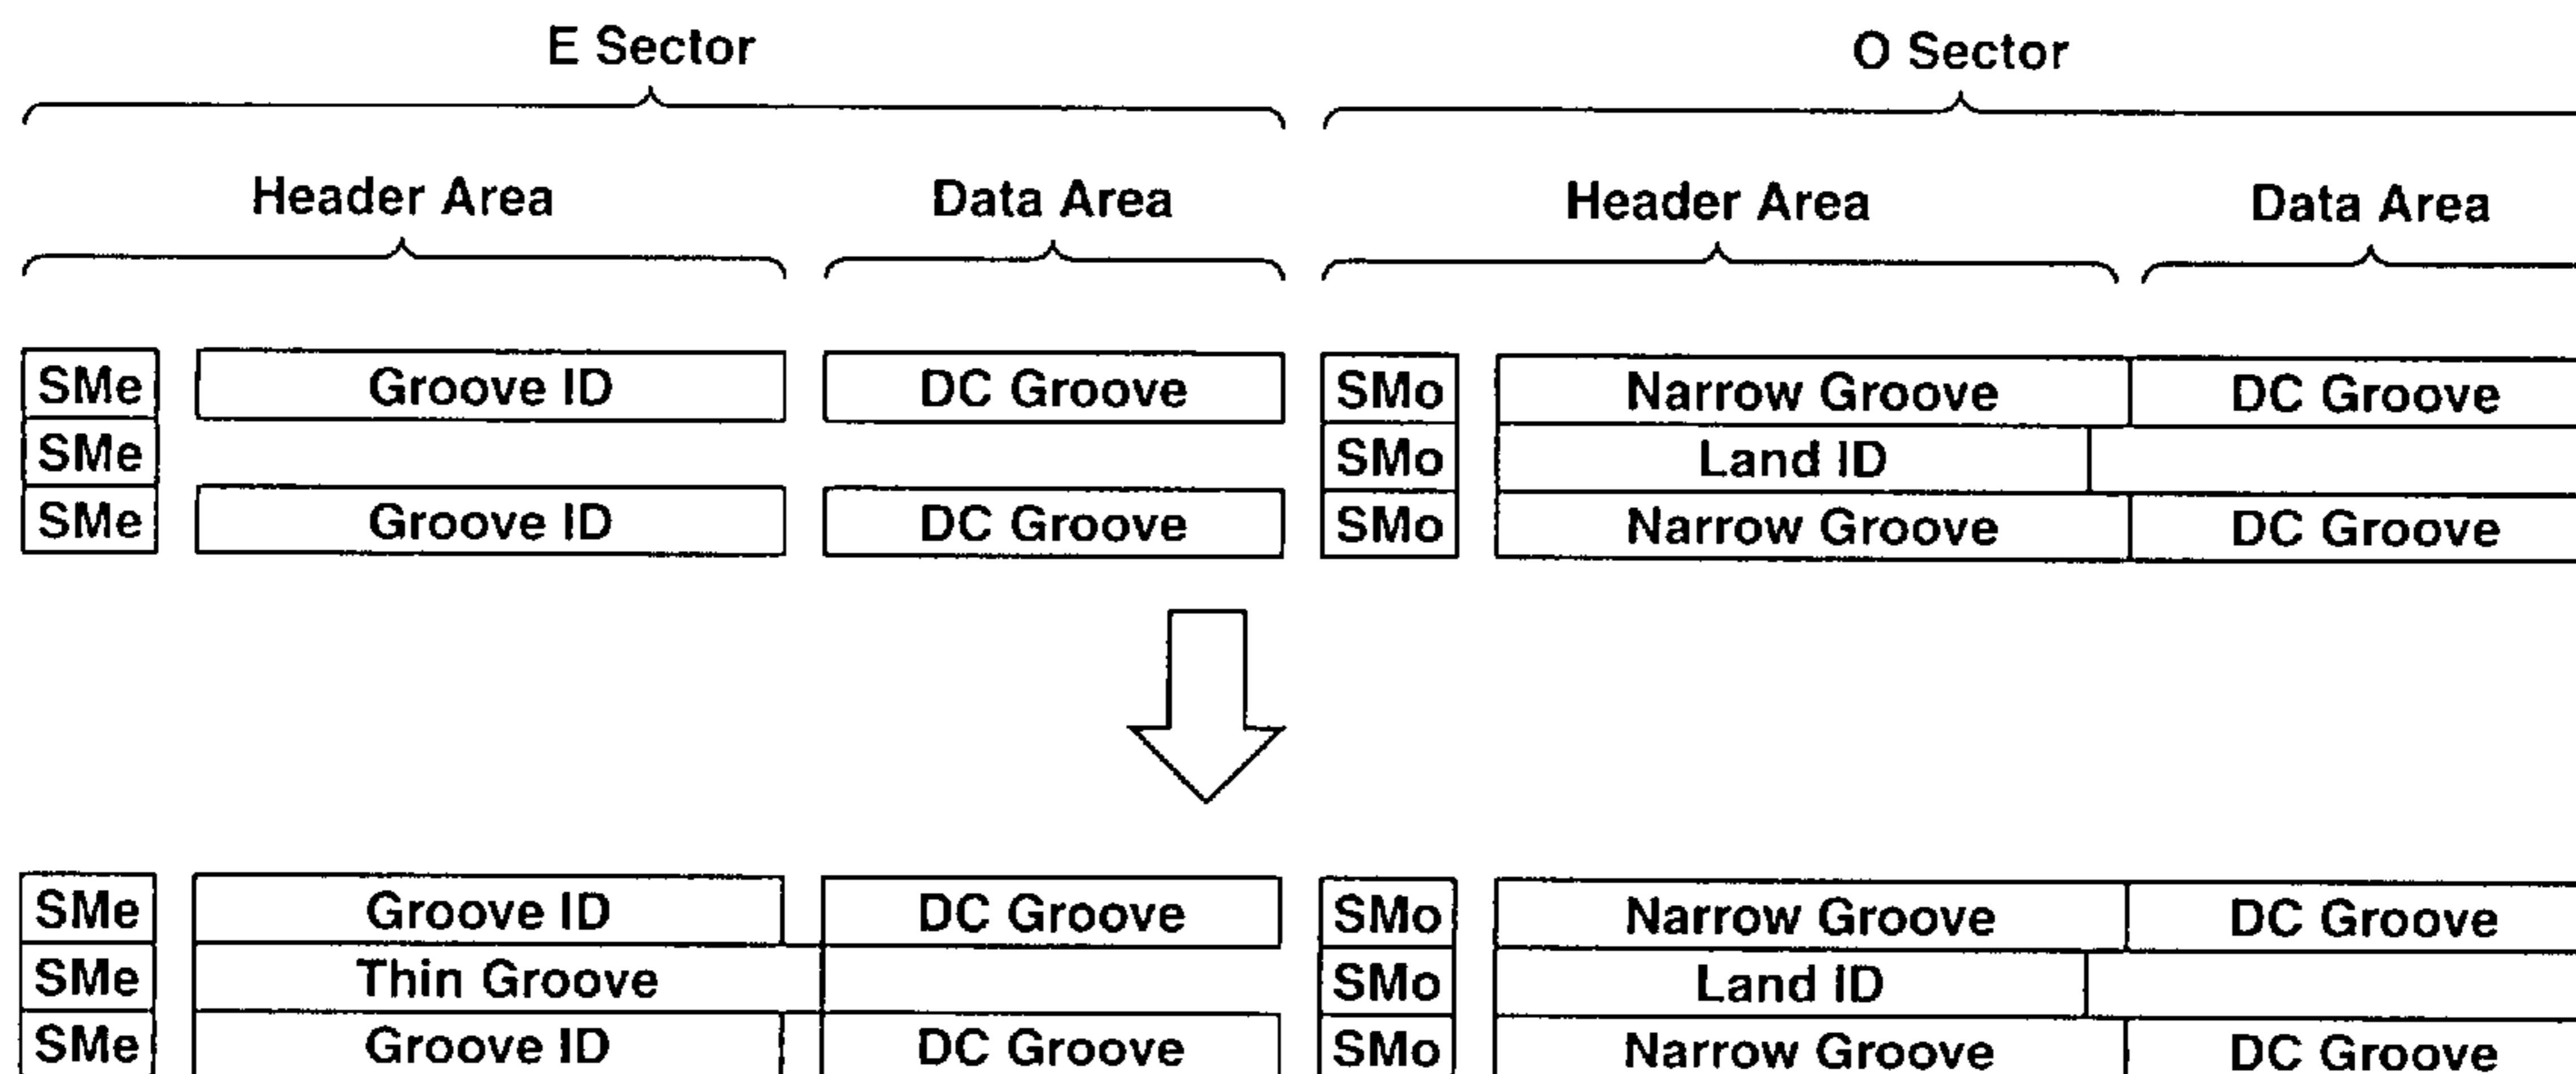 E Sector O Sector
Header Area Data Area Header Area Data Area
SMe Groove ID DC Groove SMo Narrow Groove DC Groove
SMe SMo Land ID
SMe Groove ID DC Groove SMo Narrow Groove DC Groove
SMe Groove ID DC Groove SMo Narrow Groove DC Groove
SMe Thin Groove SMo Land ID
SMe Groove ID DC Groove SMo Narrow Groove DC Groove